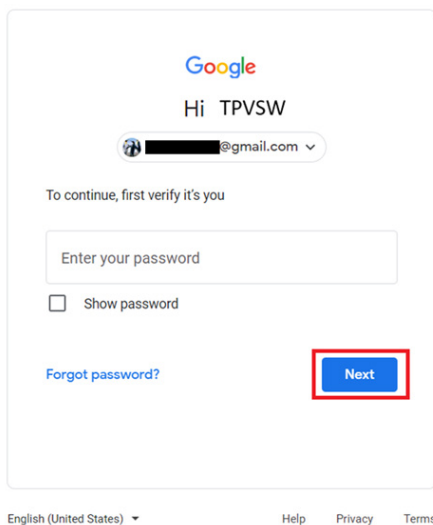 Google
Hi TPVSW
@gmail.com
To continue, first verify it's you
Enter your password
Show password
Forgot password?
Next
English (United States) Help Privacy Terms